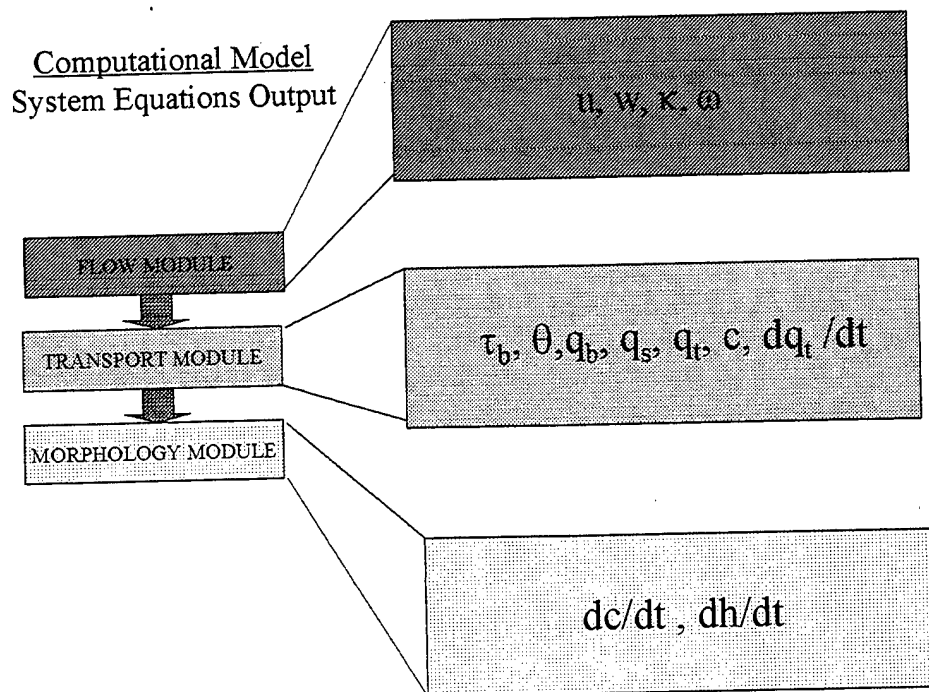 Computational Model
System Equations Output
u, w, κ, ω
FLOW MODULE
τb, θ,qb, qs, qt, c, dqt /dt
TRANSPORT MODULE
MORPHOLOGY MODULE
dc/dt , dh/dt